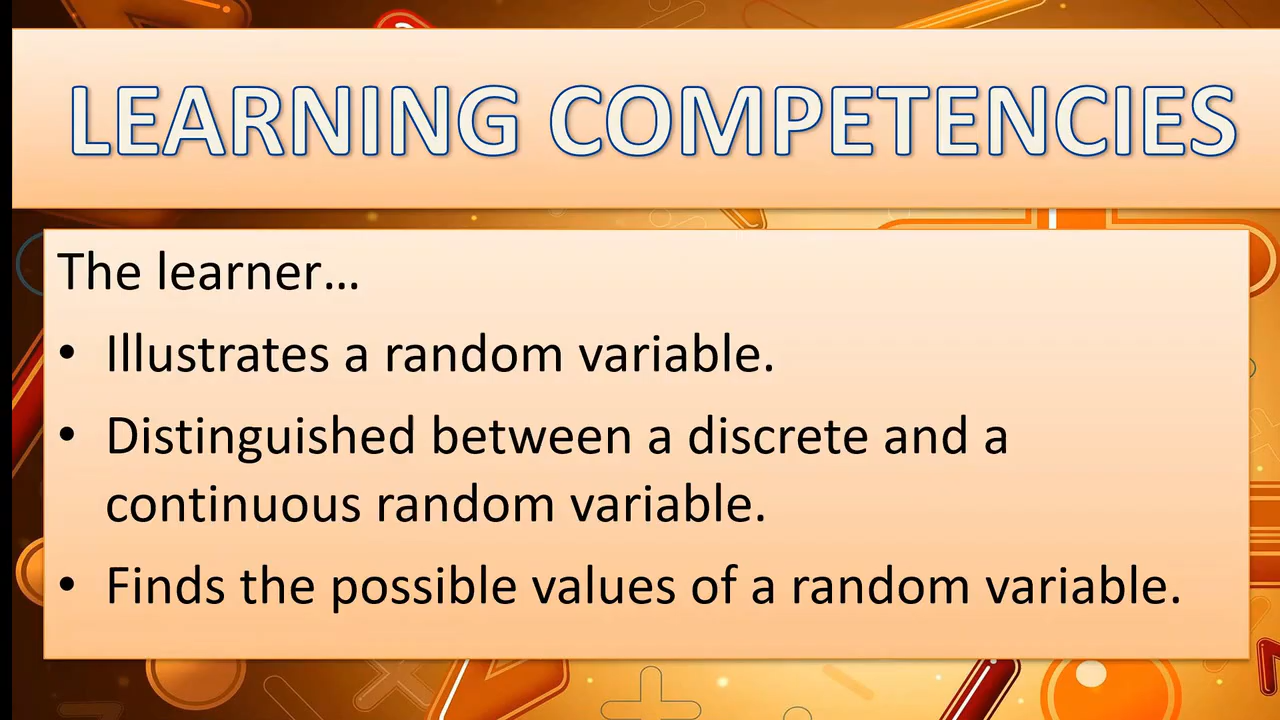 LEARNING COMPETENCIES
The learner…
• Illustrates a random variable.
• Distinguished between a discrete and a
continuous random variable.
• Finds the possible values of a random variable.